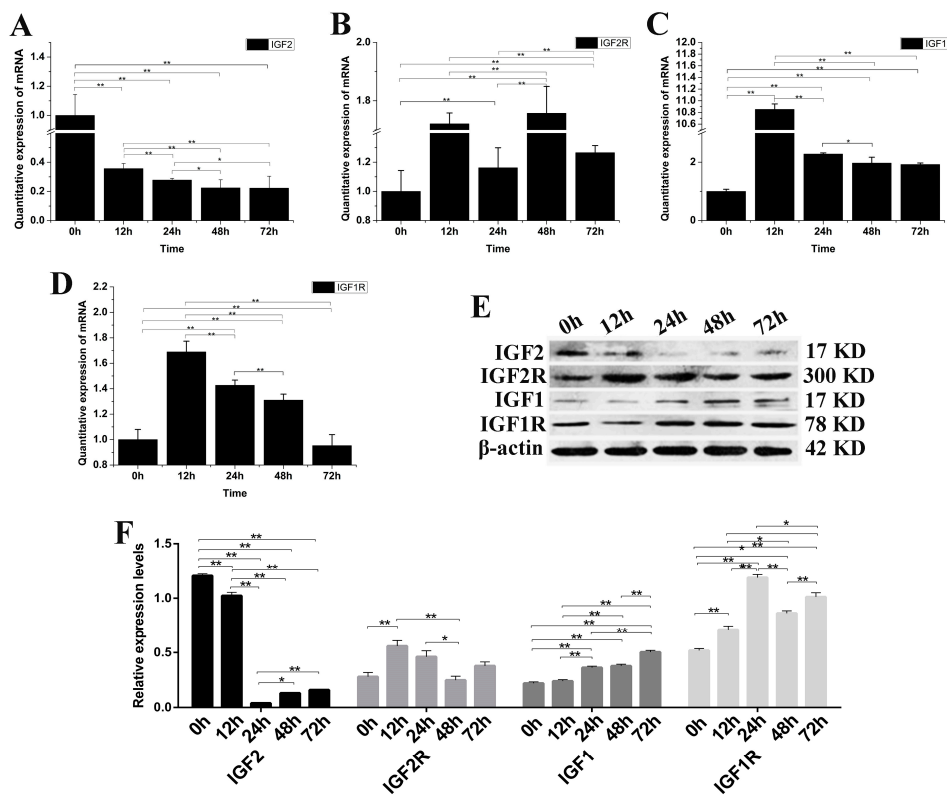 A
IGF2
Quantitative expression of mRNA
1.4
1.2
1.0
0.4
0.2
0.0
** ** ** **
** ** **
** *
*
0h 12h 24h 48h 72h
Time
B
IGF2R
Quantitative expression of mRNA
2.0
1.8
1.2
1.0
0.8
**
**
**
**
**
**
**
**
0h 12h 24h 48h 72h
Time
C
IGF1
Quantitative expression of mRNA
12.0
11.8
11.6
11.4
11.2
11.0
10.8
10.6
4
2
0
**
**
**
**
**
** **
*
0h 12h 24h 48h 72h
Time
D
IGF1R
Quantitative expression of mRNA
2.2
2.0
1.8
1.6
1.4
1.2
1.0
0.8
**
**
**
**
**
**
**
0h 12h 24h 48h 72h
Time
E
0h 12h 24h 48h 72h
IGF2 17 KD
IGF2R 300 KD
IGF1 17 KD
IGF1R 78 KD
β-actin 42 KD
F
Relative expression levels
1.5
1.0
0.5
0.0
**
**
** **
** **
** **
**
*
** **
*
**
**
**
** **
** **
** **
*
** *
* **
** ** **
** **
0h 12h 24h 48h 72h 0h 12h 24h 48h 72h 0h 12h 24h 48h 72h 0h 12h 24h 48h 72h
IGF2 IGF2R IGF1 IGF1R